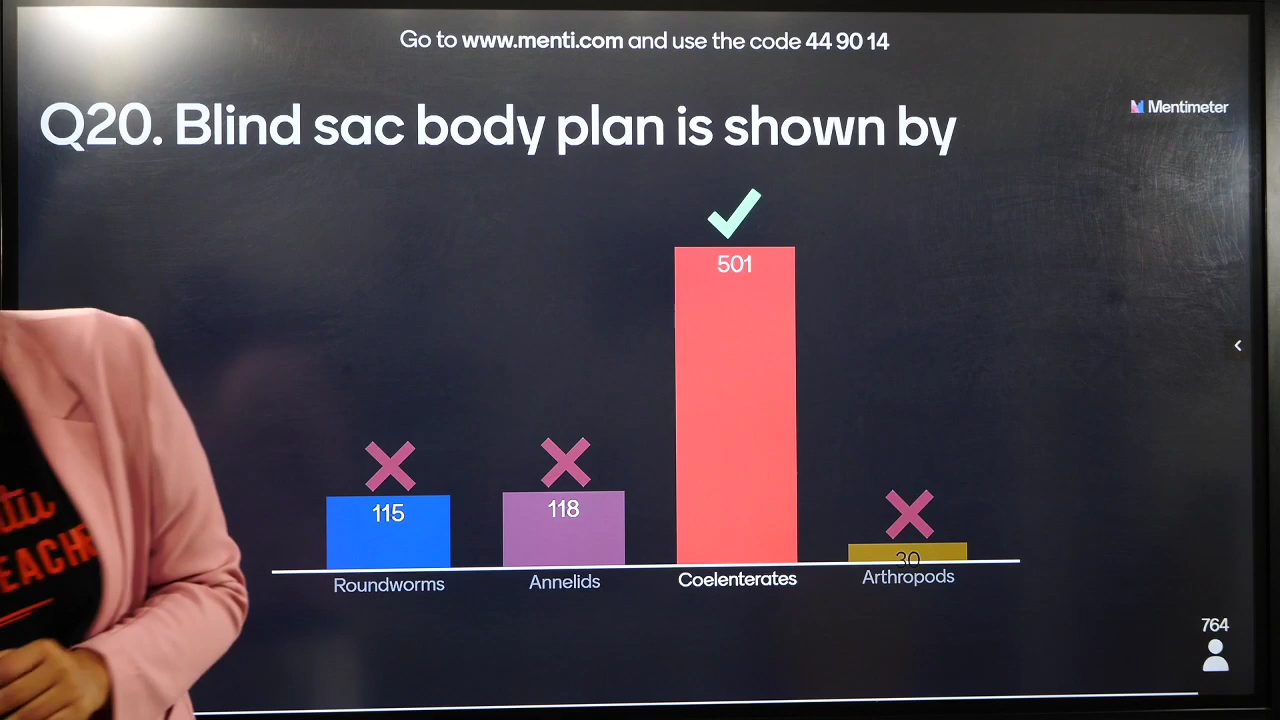 Go to www.menti.com and use the code 44 90 14
Mentimeter
Q20. Blind sac body plan is shown by
501
115
118
30
Roundworms
Annelids
Coelenterates
Arthropods
764